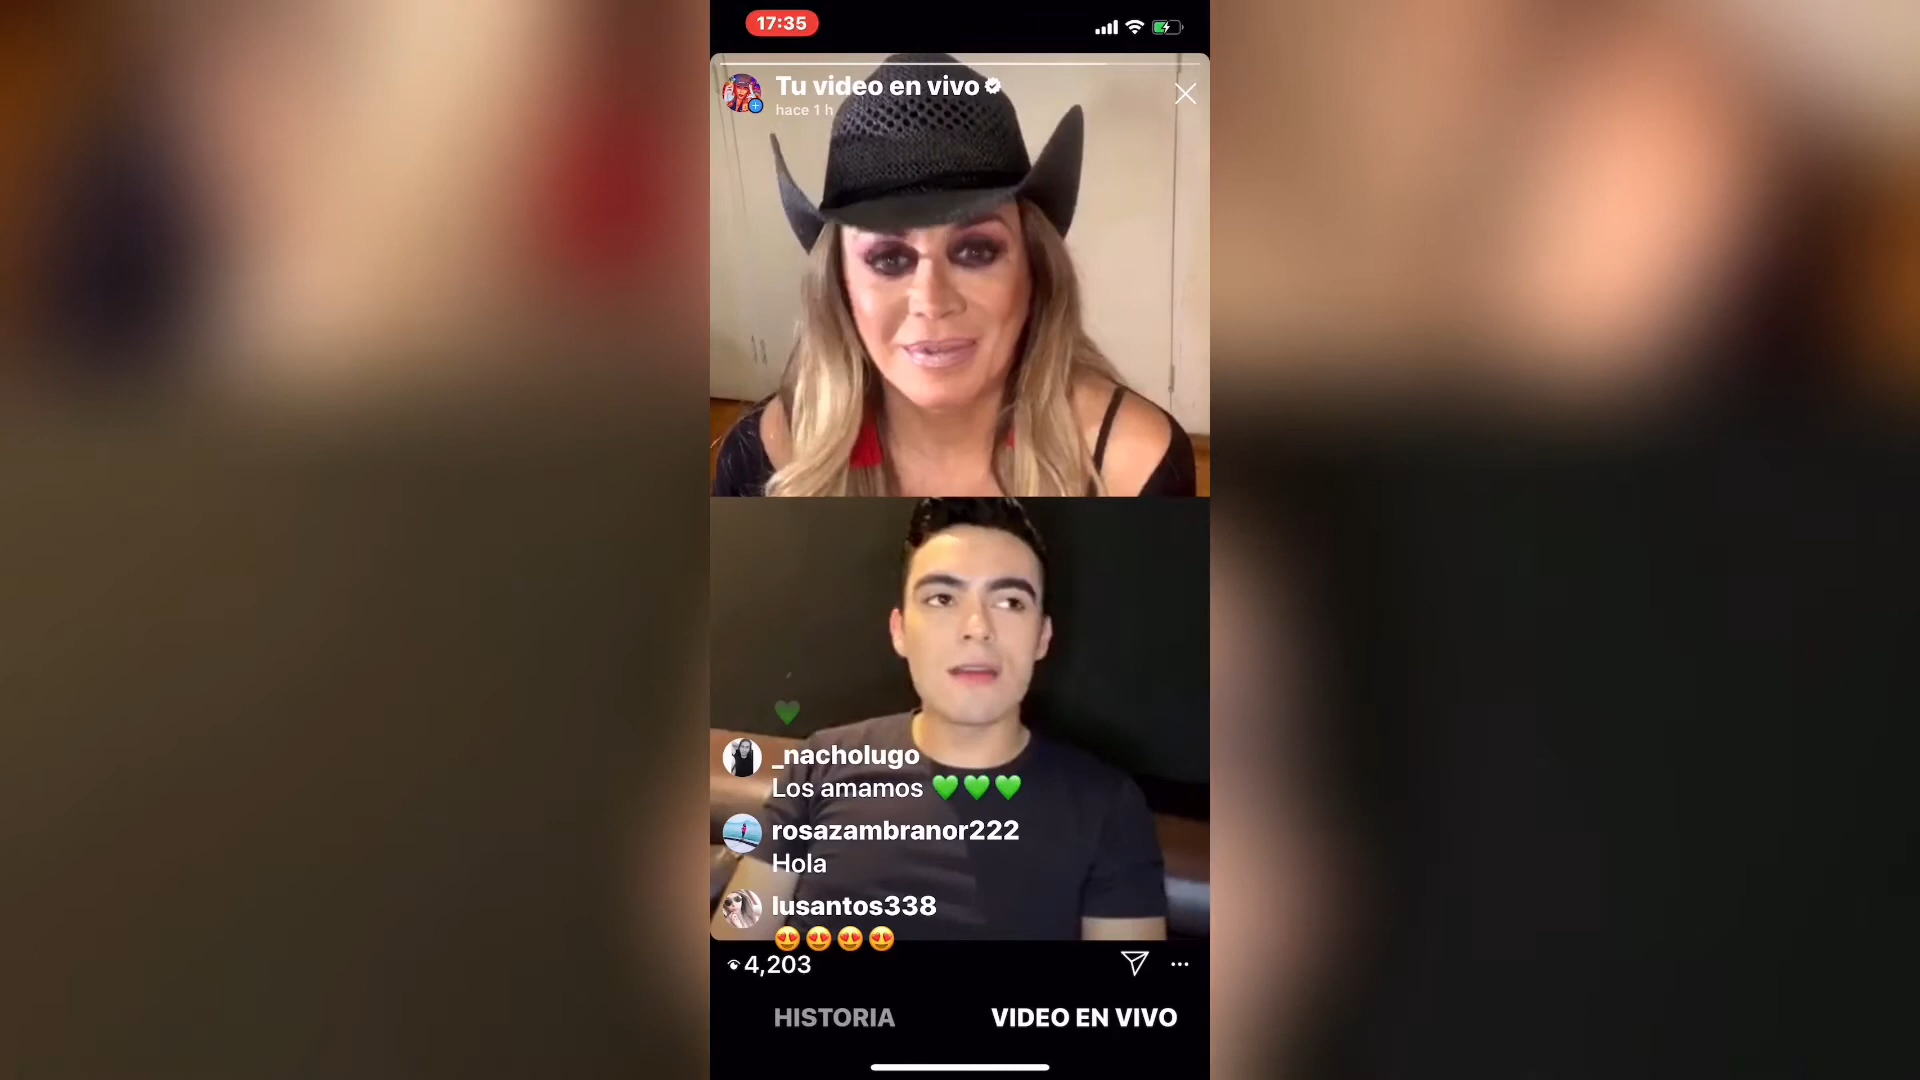 17:35
Tu video en vivo
hace 1 h
_nacholugo
Los amamos 💚💚💚
rosazambranor222
Hola
lusantos338
😍😍😍😍
4,203
HISTORIA
VIDEO EN VIVO